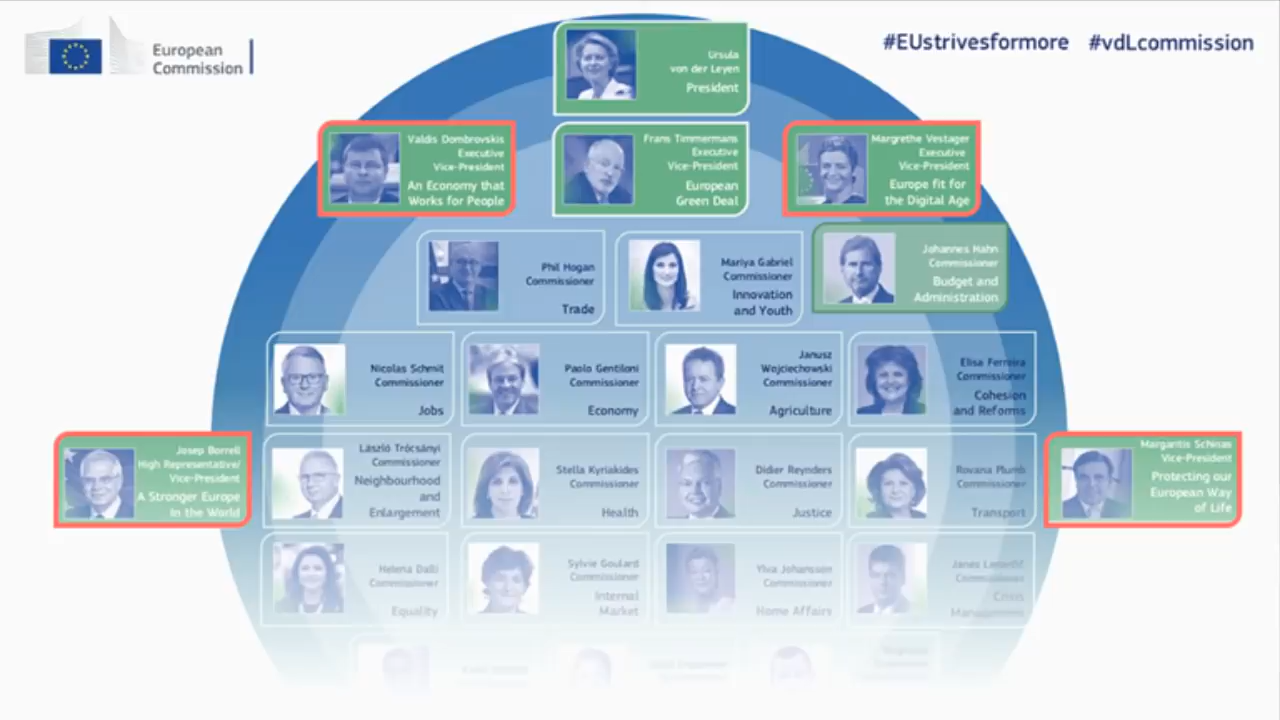 European
Commission
#EUstrivesformore #vdLcommission
Ursula
von der Leyen
President
Valdis Dombrovskis
Executive
Vice-President
An Economy that
Works for People
Frans Timmermans
Executive
Vice-President
European
Green Deal
Margrethe Vestager
Executive
Vice-President
Europe fit for
the Digital Age
Phil Hogan
Commissioner
Trade
Mariya Gabriel
Commissioner
Innovation
and Youth
Johannes Hahn
Commissioner
Budget and
Administration
Nicolas Schmit
Commissioner
Jobs
Paolo Gentiloni
Commissioner
Economy
Janusz
Wojciechowski
Commissioner
Agriculture
Elisa Ferreira
Commissioner
Cohesion
and Reforms
Josep Borrell
High Representative/
Vice-President
A Stronger Europe
in the World
László Trócsányi
Commissioner
Neighbourhood
and
Enlargement
Stella Kyriakides
Commissioner
Health
Didier Reynders
Commissioner
Justice
Rovana Plumb
Commissioner
Transport
Margaritis Schinas
Vice-President
Protecting our
European Way
of Life
Helena Dalli
Commissioner
Equality
Sylvie Goulard
Commissioner
Internal
Market
Ylva Johansson
Commissioner
Home Affairs
Janez Lenarčič
Commissioner
Crisis
Management